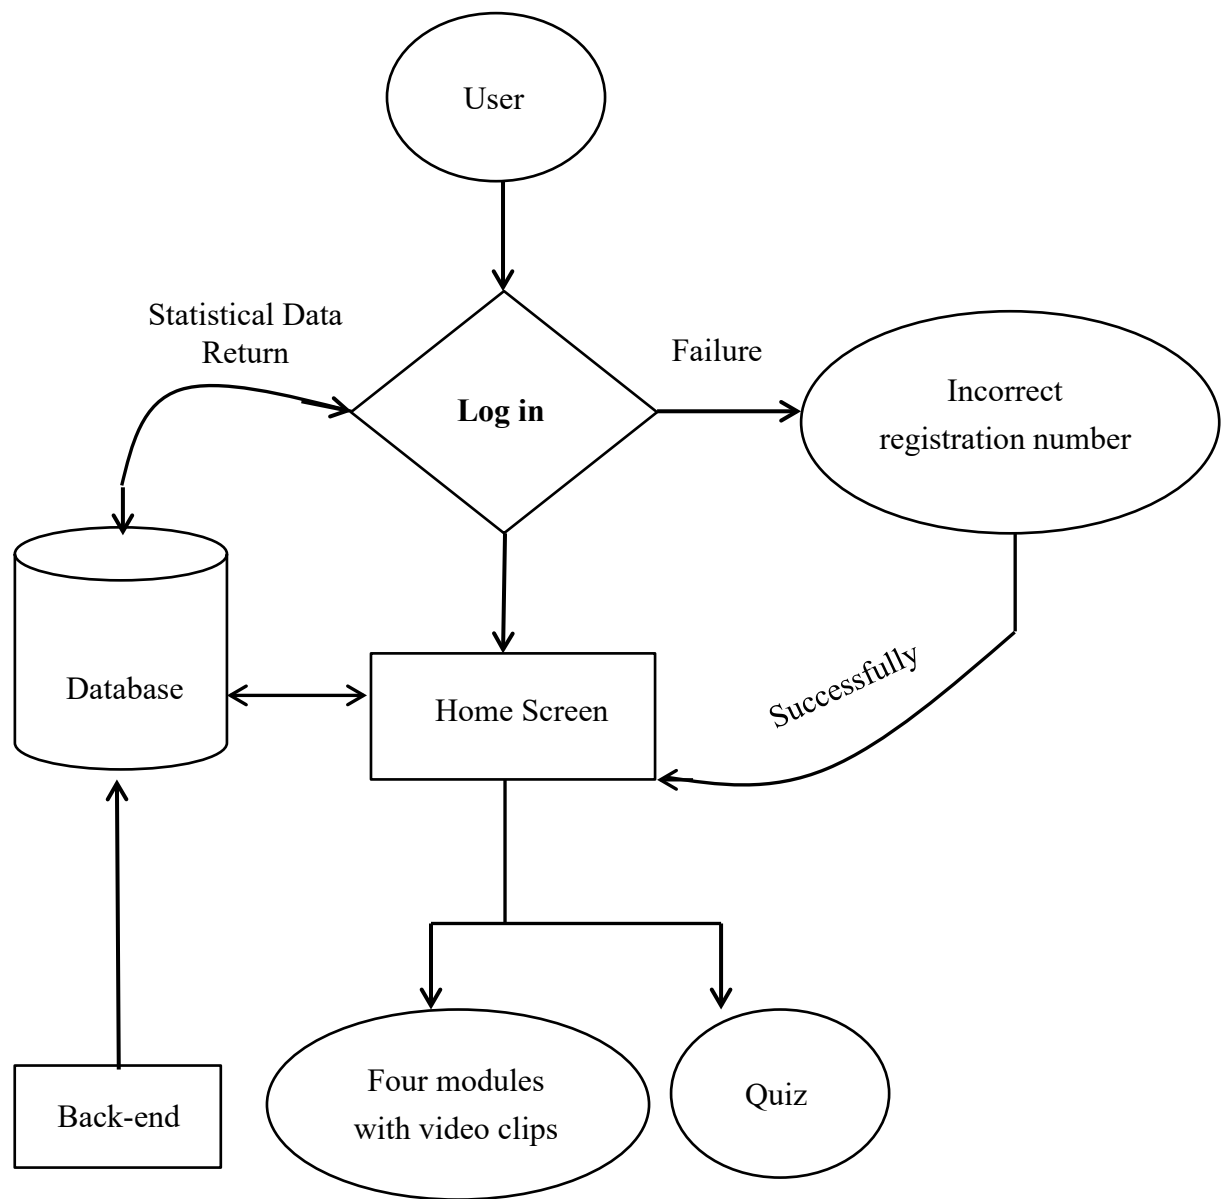 User
Statistical Data
Return
Failure
Log in
Incorrect
registration number
Successfully
Database
Home Screen
Four modules
with video clips
Quiz
Back-end